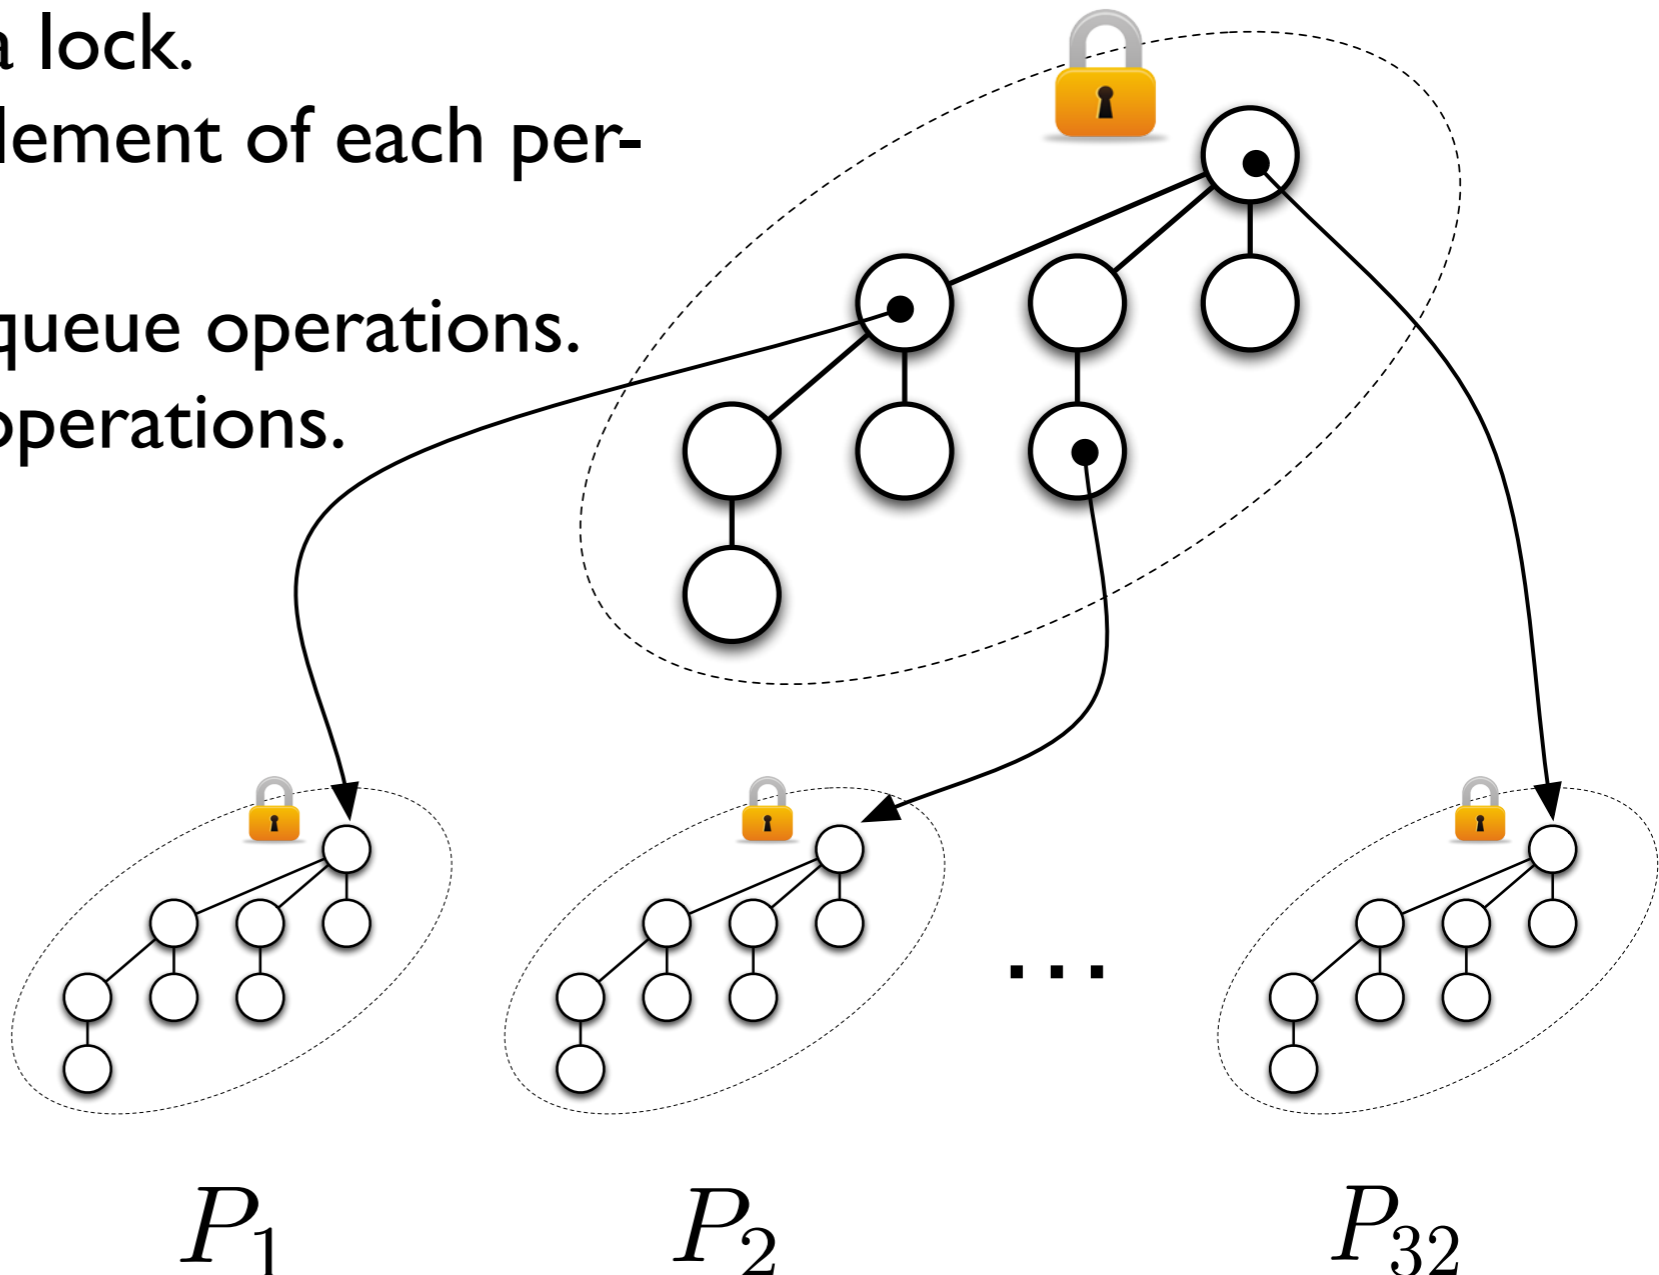 a lock.
lement of each per-
queue operations.
operations.
...
P1 P2 P32